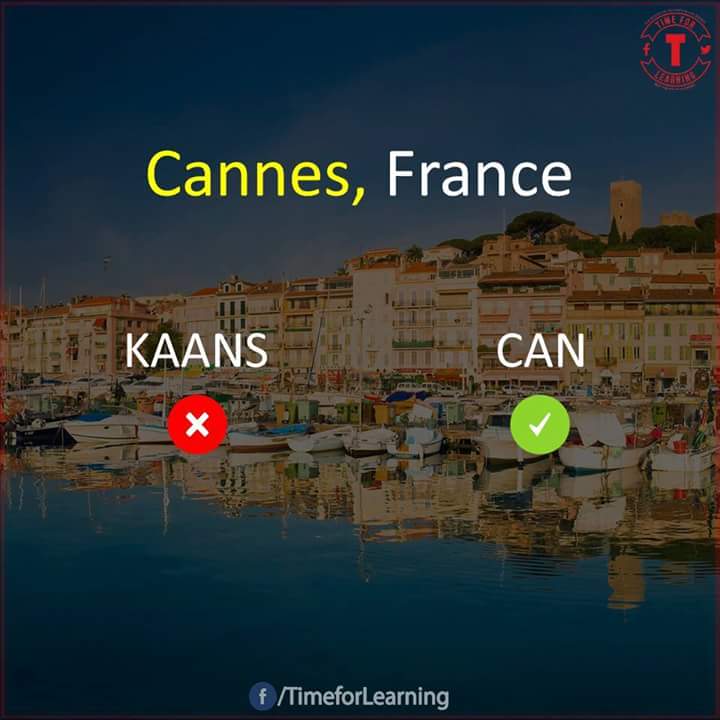 TIME FOR
T
LEARNING
Cannes, France
KAANS
CAN
f/TimeforLearning